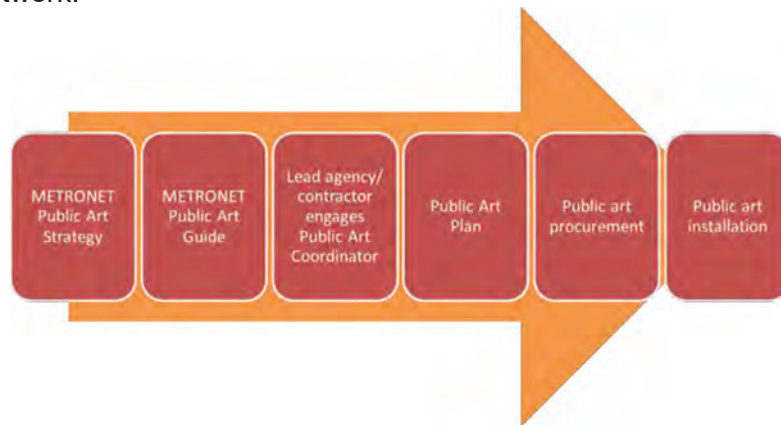 METRONET
Public Art
Strategy
METRONET
Public Art
Guide
Lead agency/
contractor
engages
Public Art
Coordinator
Public Art
Plan
Public art
procurement
Public art
installation